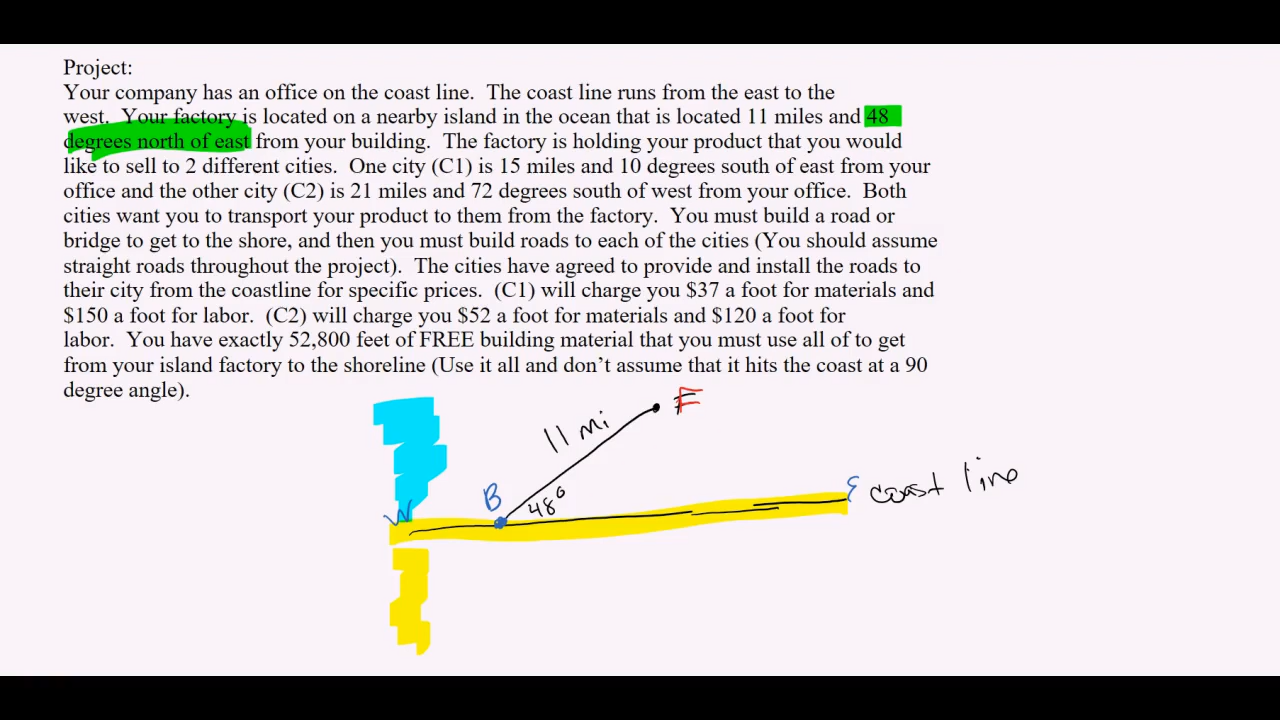 Project:
Your company has an office on the coast line. The coast line runs from the east to the
west. Your factory is located on a nearby island in the ocean that is located 11 miles and 48
degrees north of east from your building. The factory is holding your product that you would
like to sell to 2 different cities. One city (C1) is 15 miles and 10 degrees south of east from your
office and the other city (C2) is 21 miles and 72 degrees south of west from your office. Both
cities want you to transport your product to them from the factory. You must build a road or
bridge to get to the shore, and then you must build roads to each of the cities (You should assume
straight roads throughout the project). The cities have agreed to provide and install the roads to
their city from the coastline for specific prices. (C1) will charge you $37 a foot for materials and
$150 a foot for labor. (C2) will charge you $52 a foot for materials and $120 a foot for
labor. You have exactly 52,800 feet of FREE building material that you must use all of to get
from your island factory to the shoreline (Use it all and don’t assume that it hits the coast at a 90
degree angle).
F
11 mi
W B 48° E coast line